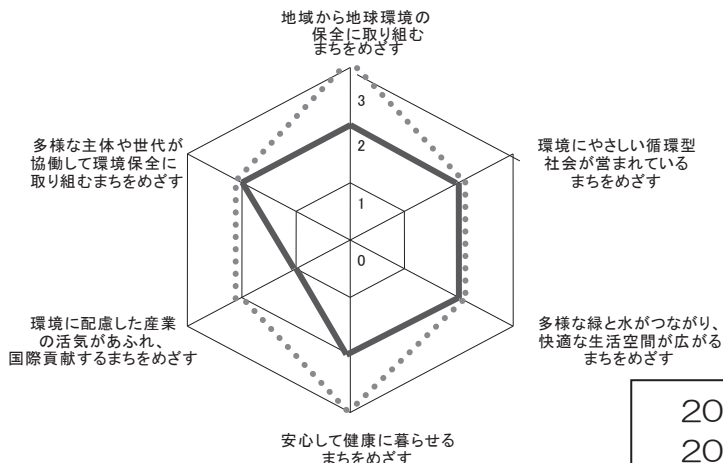 地域から地球環境の
保全に取り組む
まちをめざす
3
2
1
0
環境にやさしい循環型
社会が営まれている
まちをめざす
多様な緑と水がつながり、
快適な生活空間が広がる
まちをめざす
安心して健康に暮らせる
まちをめざす
環境に配慮した産業
の活気があふれ、
国際貢献するまちをめざす
多様な主体や世代が
協働して環境保全に
取り組むまちをめざす
20
20